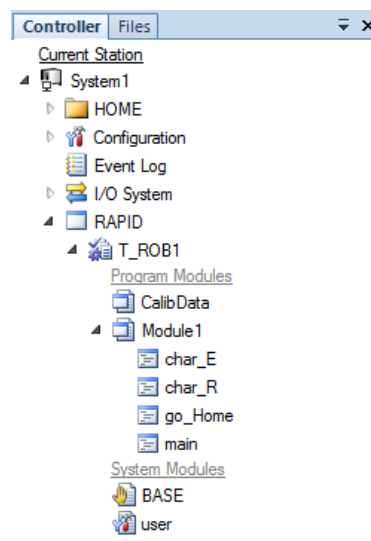 Controller Files
Current Station
System1
HOME
Configuration
Event Log
I/O System
RAPID
T_ROB1
Program Modules
CalibData
Module1
char_E
char_R
go_Home
main
System Modules
BASE
user